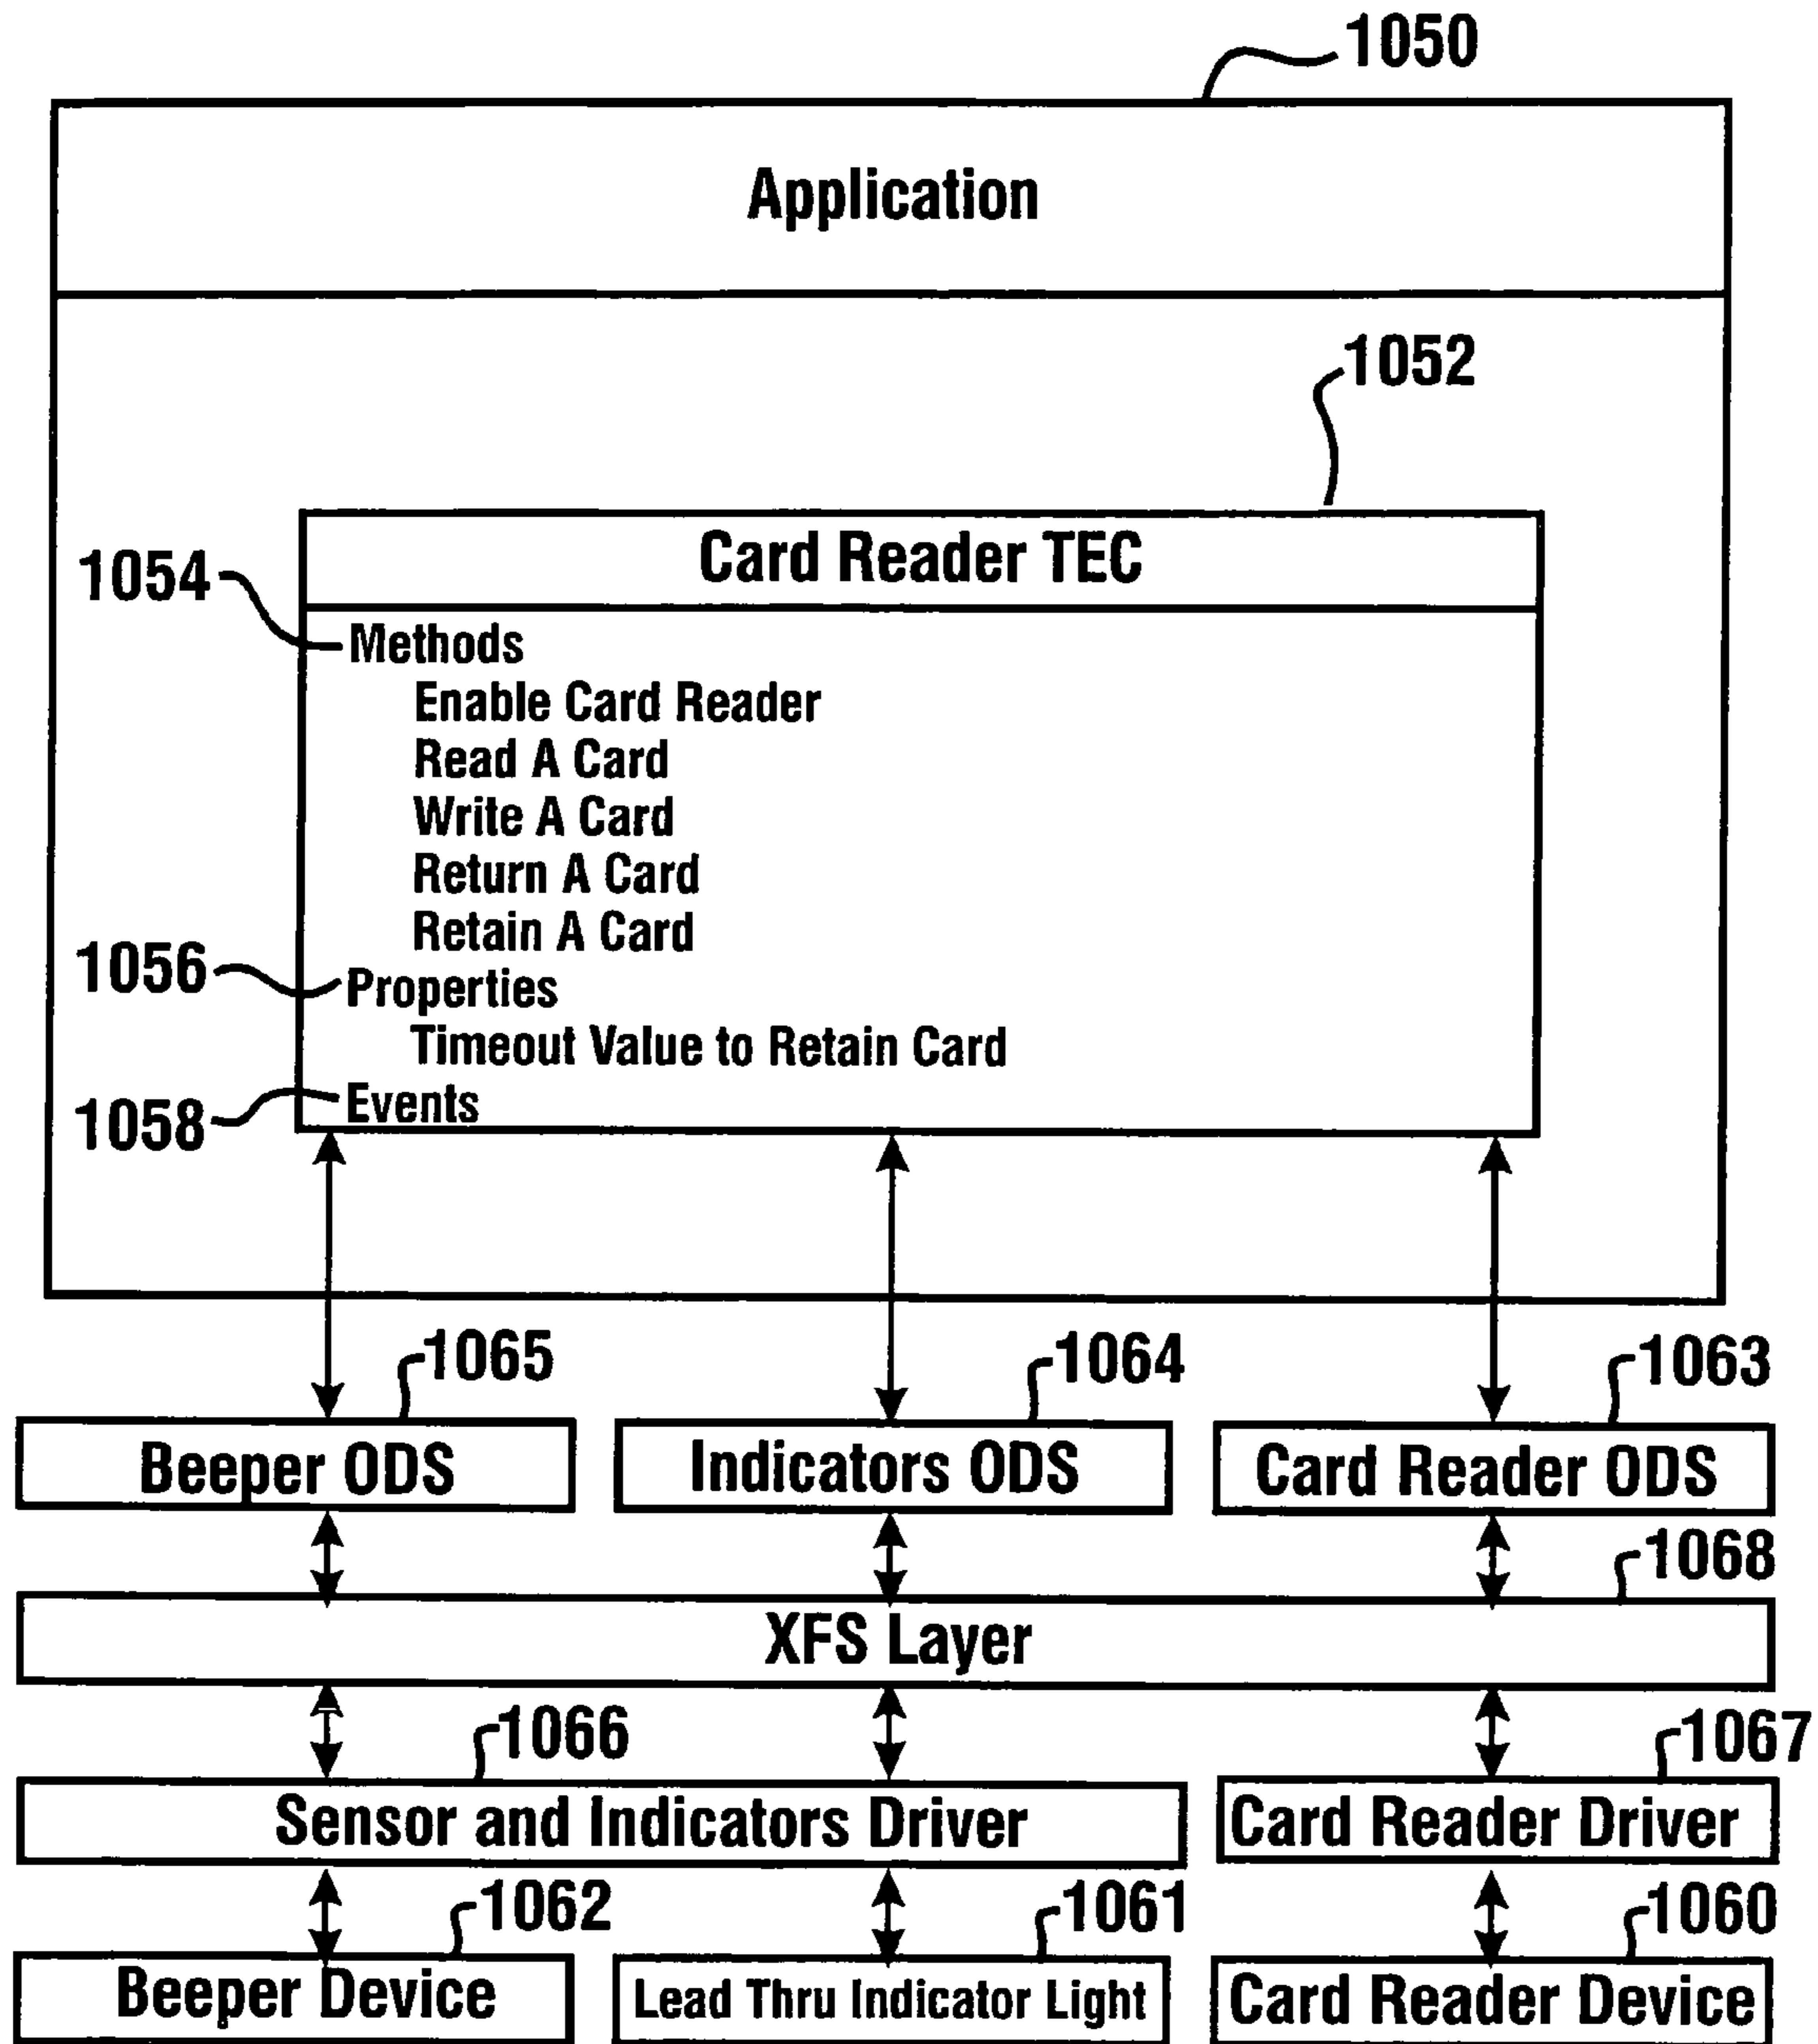 1050
Application
1052
Card Reader TEC
1054
Methods
Enable Card Reader
Read A Card
Write A Card
Return A Card
Retain A Card
1056
Properties
Timeout Value to Retain Card
1058
Events
1065
1064
1063
Beeper ODS
Indicators ODS
Card Reader ODS
1068
XFS Layer
1066
1067
Sensor and Indicators Driver
Card Reader Driver
1062
1061
1060
Beeper Device
Lead Thru Indicator Light
Card Reader Device